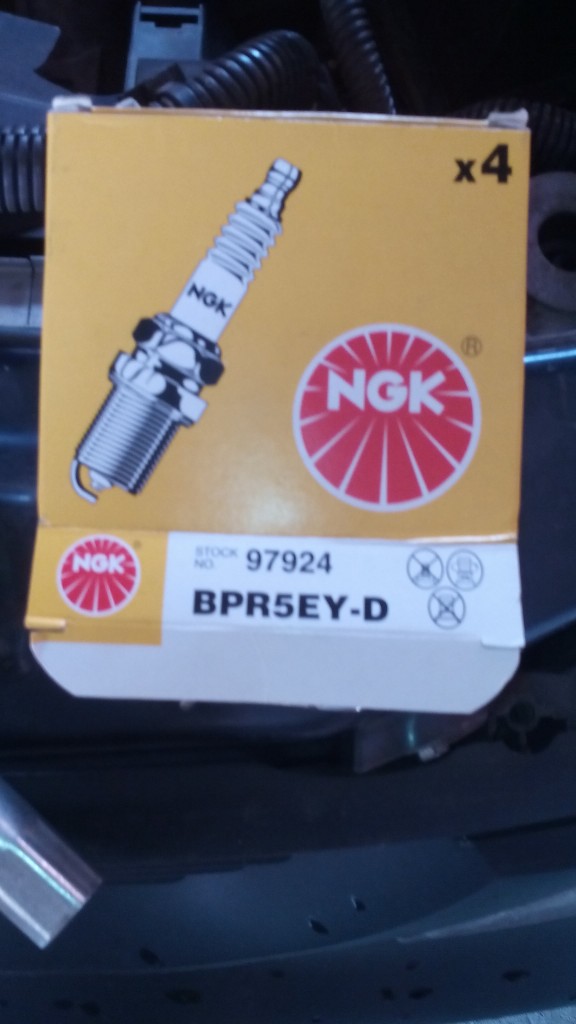 x4
NGK
NGK
®
NGK
STOCK NO. 97924
BPR5EY-D